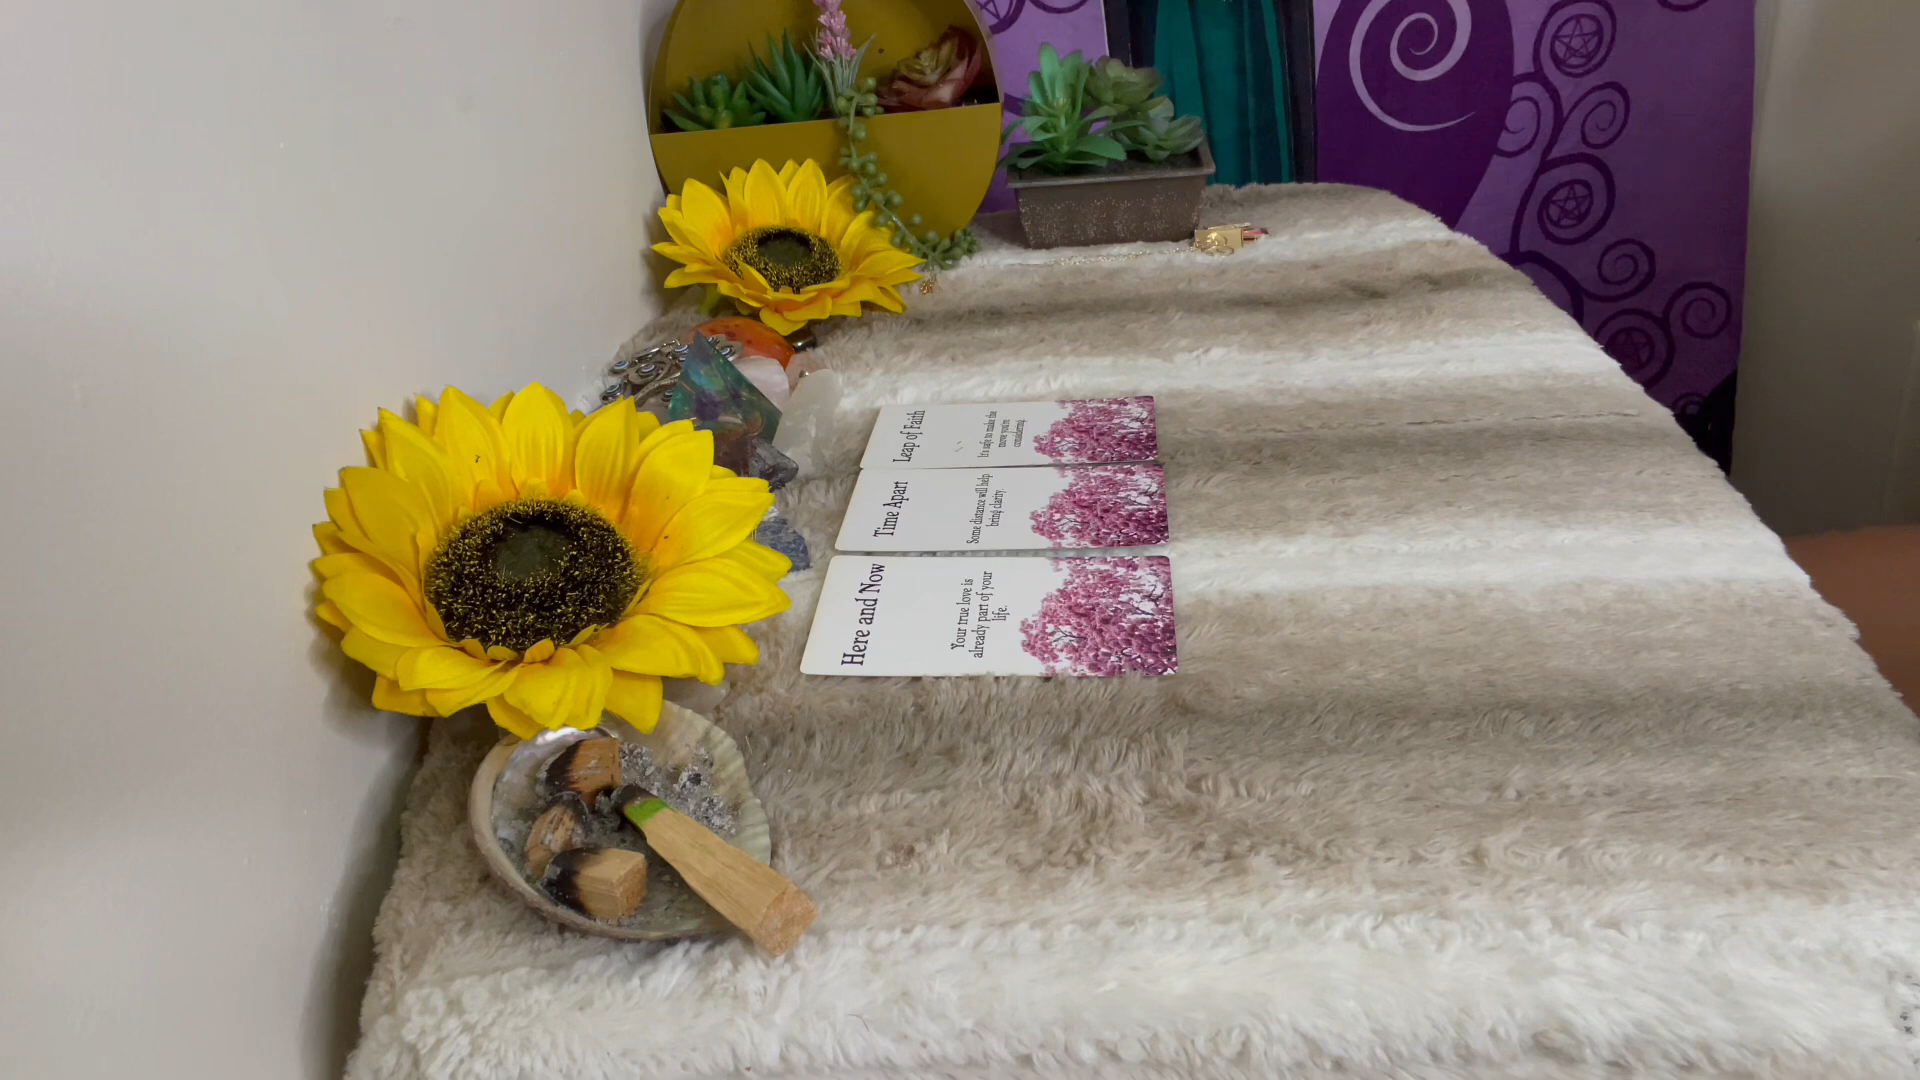 Leap of Faith
It's safe to make the
move you're
considering.
Time Apart
Some distance will help
bring clarity.
Here and Now
Your true love is
already part of your
life.